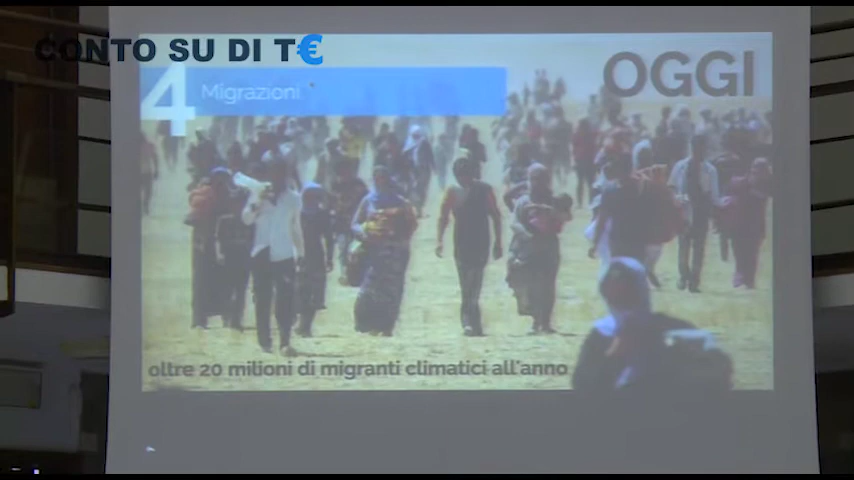 CONTO SU DI T€
4 Migrazioni
OGGI
oltre 20 milioni di migranti climatici all'anno